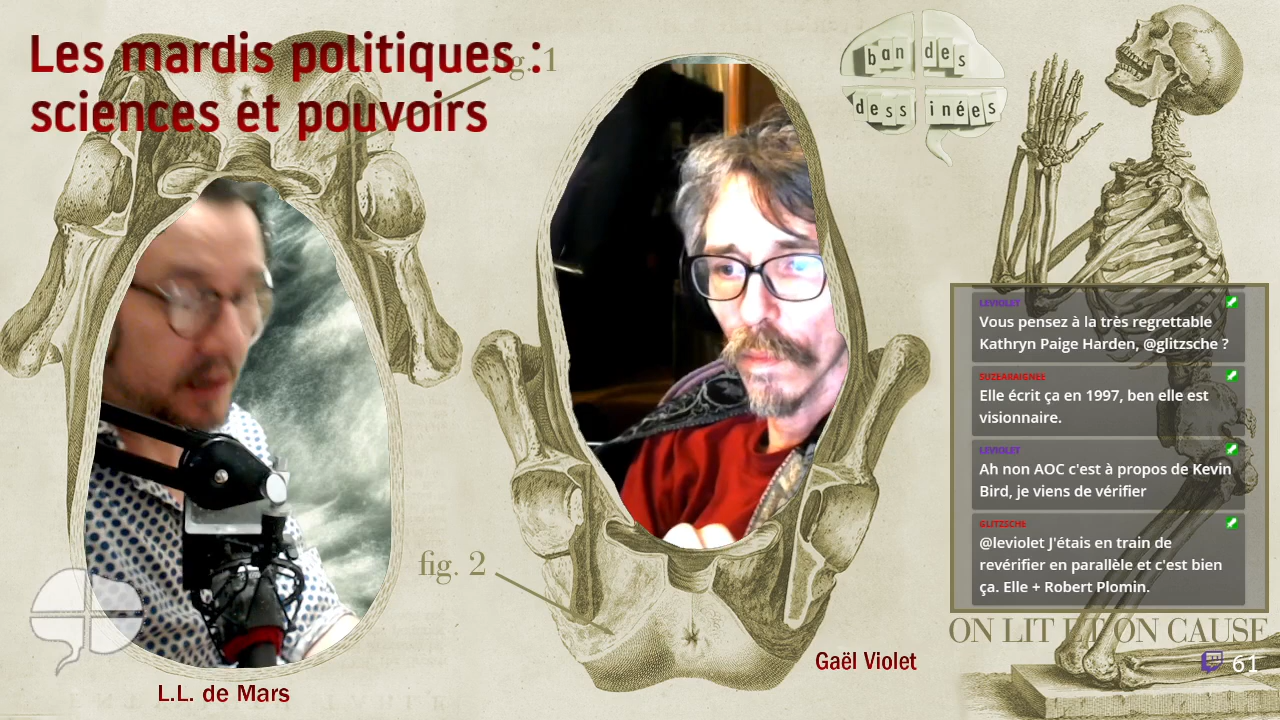 Les mardis politiques :
sciences et pouvoirs
fig. 1
ban des
dess inées
LEVIOLET
Vous pensez à la très regrettable
Kathryn Paige Harden, @glitzsche ?
SUZEARAIGNEE
Elle écrit ça en 1997, ben elle est
visionnaire.
LEVIOLET
Ah non AOC c'est à propos de Kevin
Bird, je viens de vérifier
GLITZSCHE
@leviolet J'étais en train de
revérifier en parallèle et c'est bien
ça. Elle + Robert Plomin.
fig. 2
ON LIT ET ON CAUSE
61
Gaël Violet
L.L. de Mars